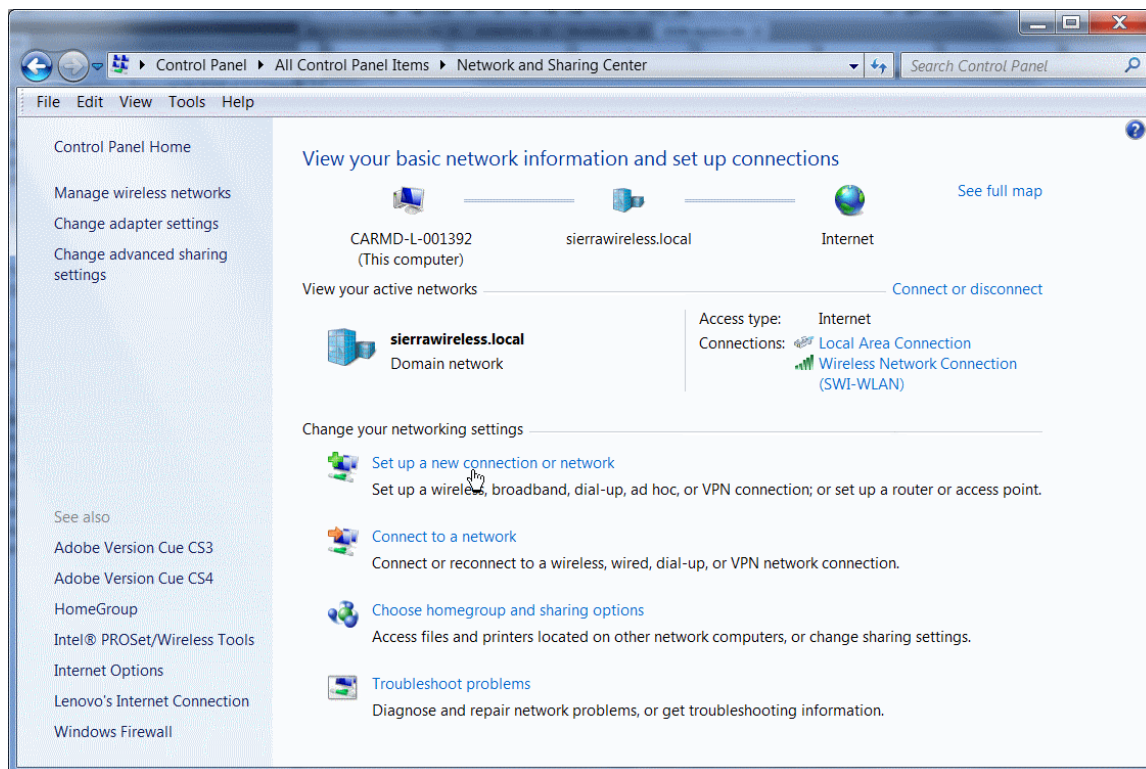 Control Panel All Control Panel Items Network and Sharing Center
Search Control Panel
File Edit View Tools Help
Control Panel Home
Manage wireless networks
Change adapter settings
Change advanced sharing
settings
See also
Adobe Version Cue CS3
Adobe Version Cue CS4
HomeGroup
Intel® PROSet/Wireless Tools
Internet Options
Lenovo's Internet Connection
Windows Firewall
View your basic network information and set up connections
See full map
CARMD-L-001392
(This computer)
sierrawireless.local
Internet
View your active networks
Connect or disconnect
sierrawireless.local
Domain network
Access type: Internet
Connections: Local Area Connection
Wireless Network Connection
(SWI-WLAN)
Change your networking settings
Set up a new connection or network
Set up a wireless, broadband, dial-up, ad hoc, or VPN connection; or set up a router or access point.
Connect to a network
Connect or reconnect to a wireless, wired, dial-up, or VPN network connection.
Choose homegroup and sharing options
Access files and printers located on other network computers, or change sharing settings.
Troubleshoot problems
Diagnose and repair network problems, or get troubleshooting information.